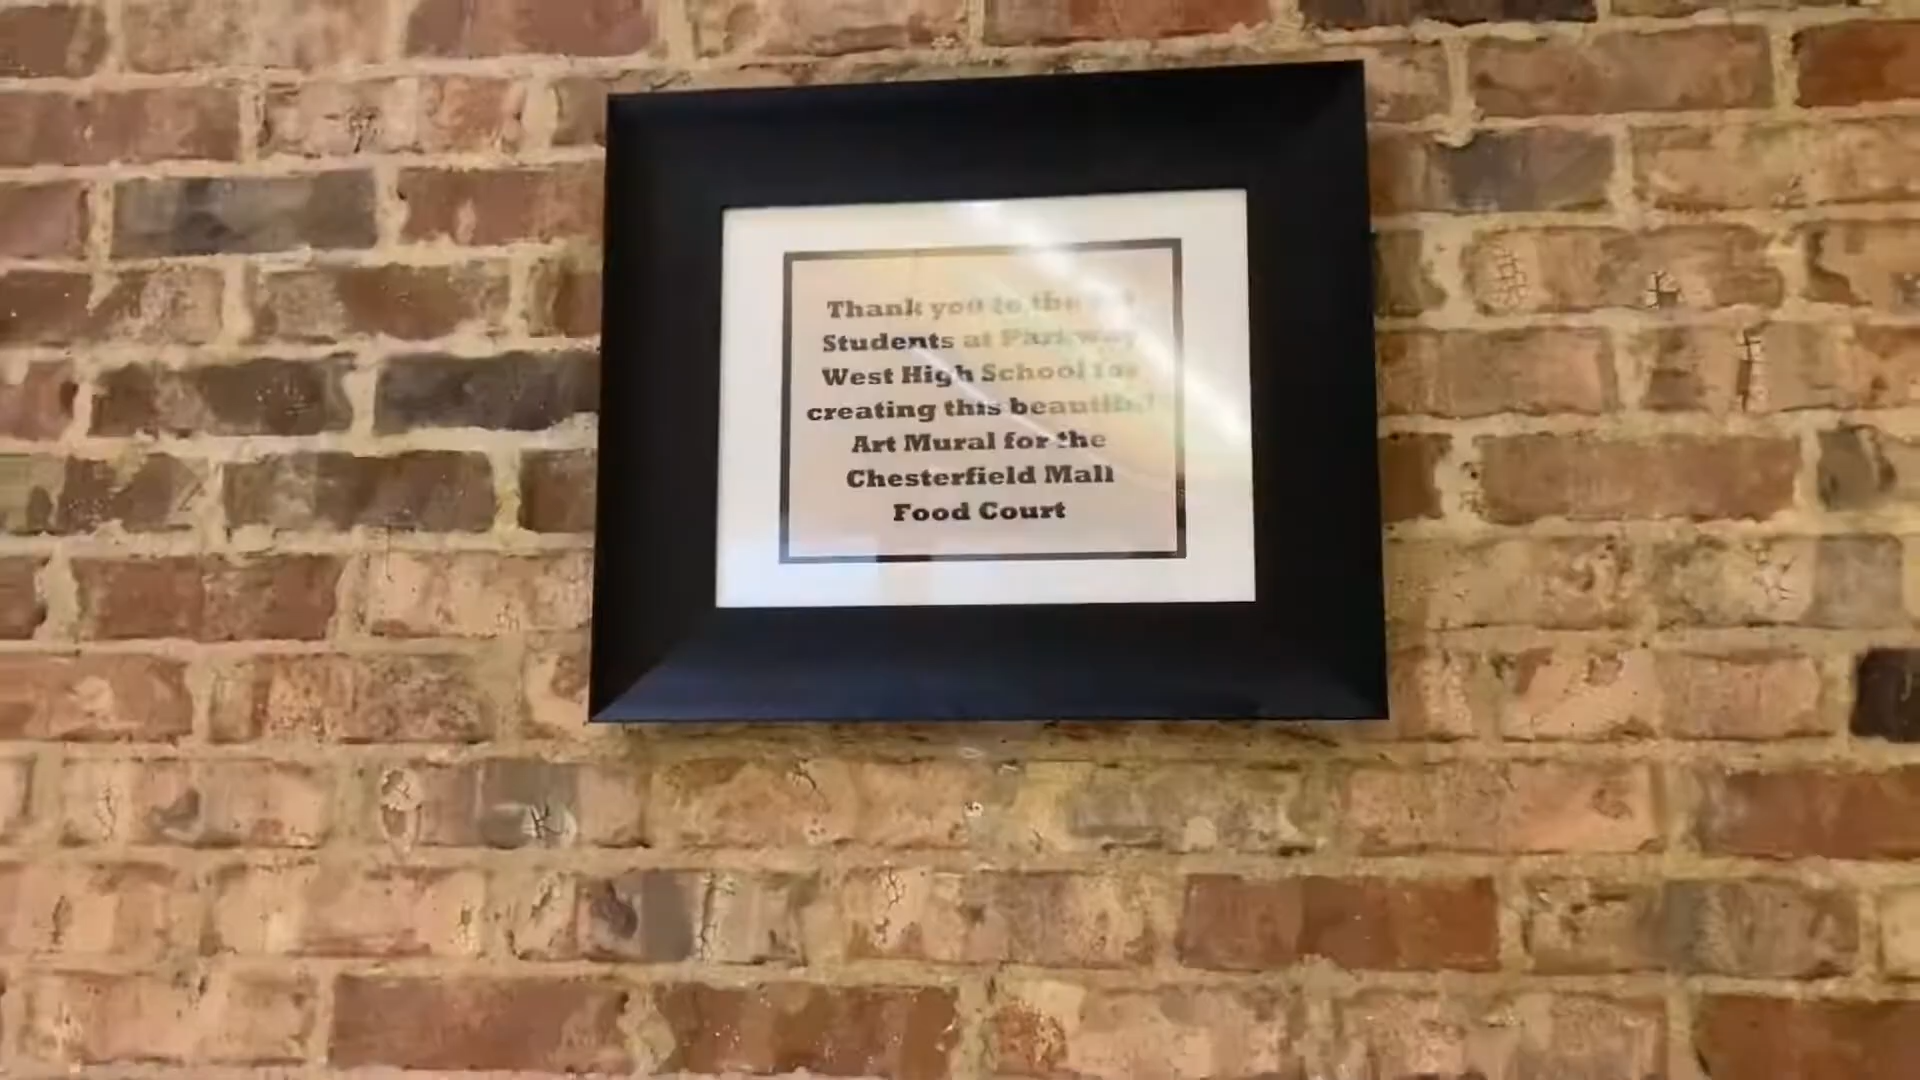 Thank you to the
Students at Parkway
West High School for
creating this beautiful
Art Mural for the
Chesterfield Mall
Food Court